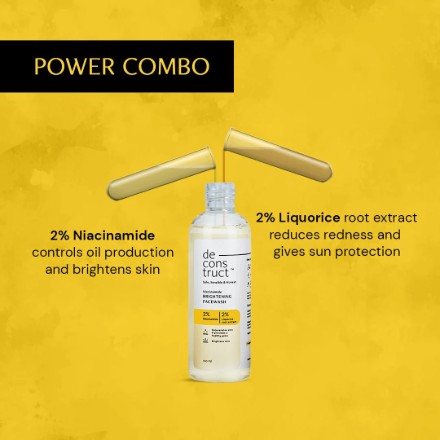 POWER COMBO
2% Niacinamide
controls oil production
and brightens skin
2% Liquorice root extract
reduces redness and
gives sun protection
de
cons
truct™
Niacinamide
BRIGHTENING
FACEWASH
2%
2%